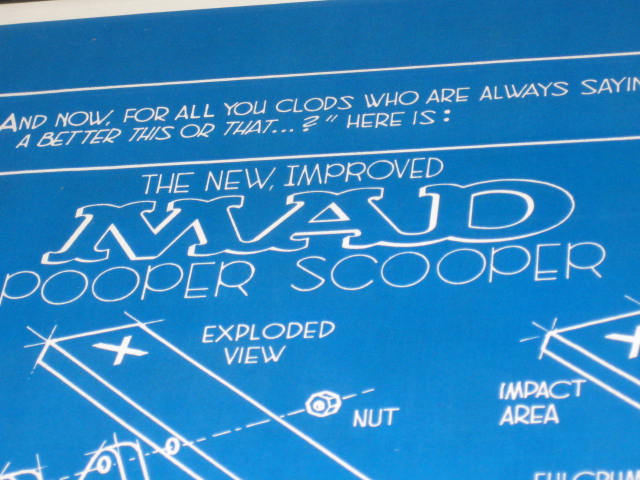 AND NOW, FOR ALL YOU CLODS WHO ARE ALWAYS
A BETTER THIS OR THAT...?" HERE IS:
THE NEW, IMPROVED
MAD
POOPER SCOOPER
EXPLODED
VIEW
NUT
IMPACT
AREA